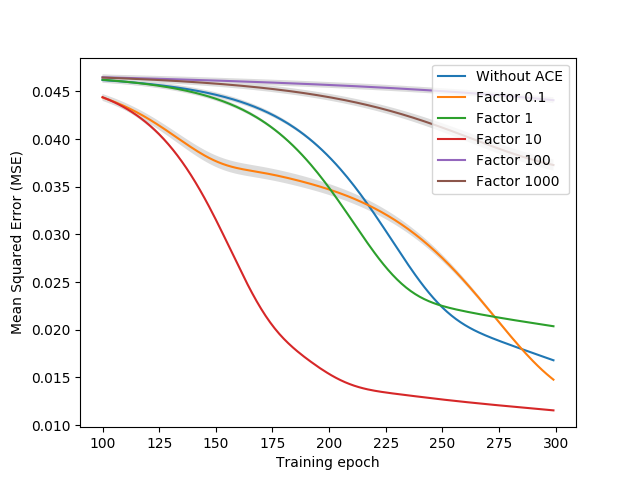 Mean Squared Error (MSE)
0.045
0.040
0.035
0.030
0.025
0.020
0.015
0.010
Without ACE
Factor 0.1
Factor 1
Factor 10
Factor 100
Factor 1000
100 125 150 175 200 225 250 275 300
Training epoch